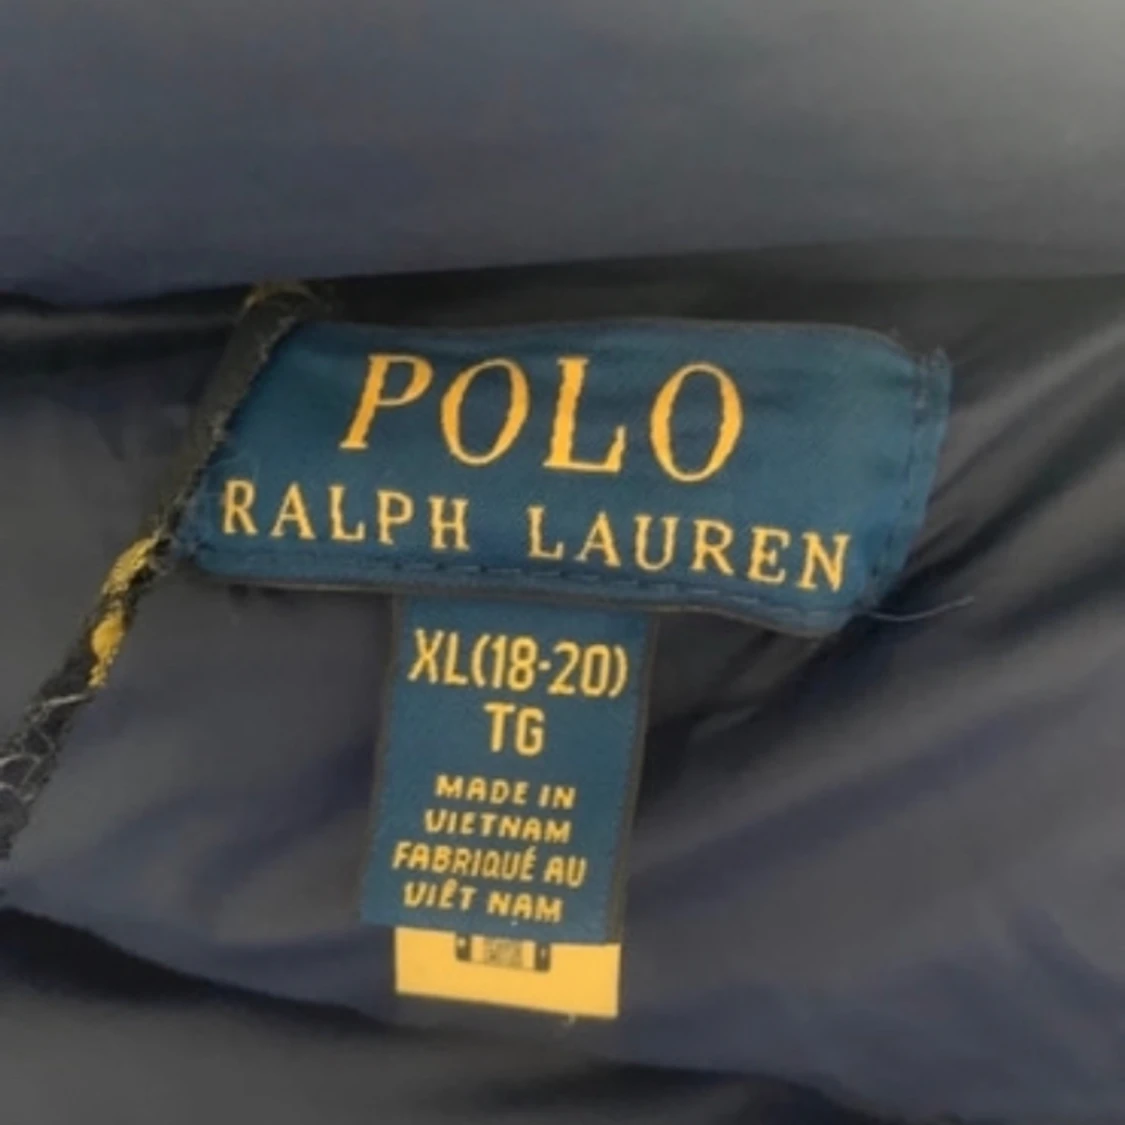 POLO
RALPH LAUREN
XL(18-20)
TG
MADE IN
VIETNAM
FABRIQUÉ AU
VIÊT NAM